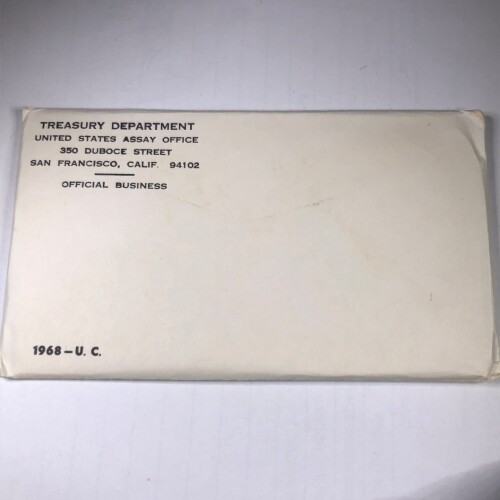 TREASURY DEPARTMENT
UNITED STATES ASSAY OFFICE
350 DUBOCE STREET
SAN FRANCISCO, CALIF. 94102
OFFICIAL BUSINESS
1968 – U. C.